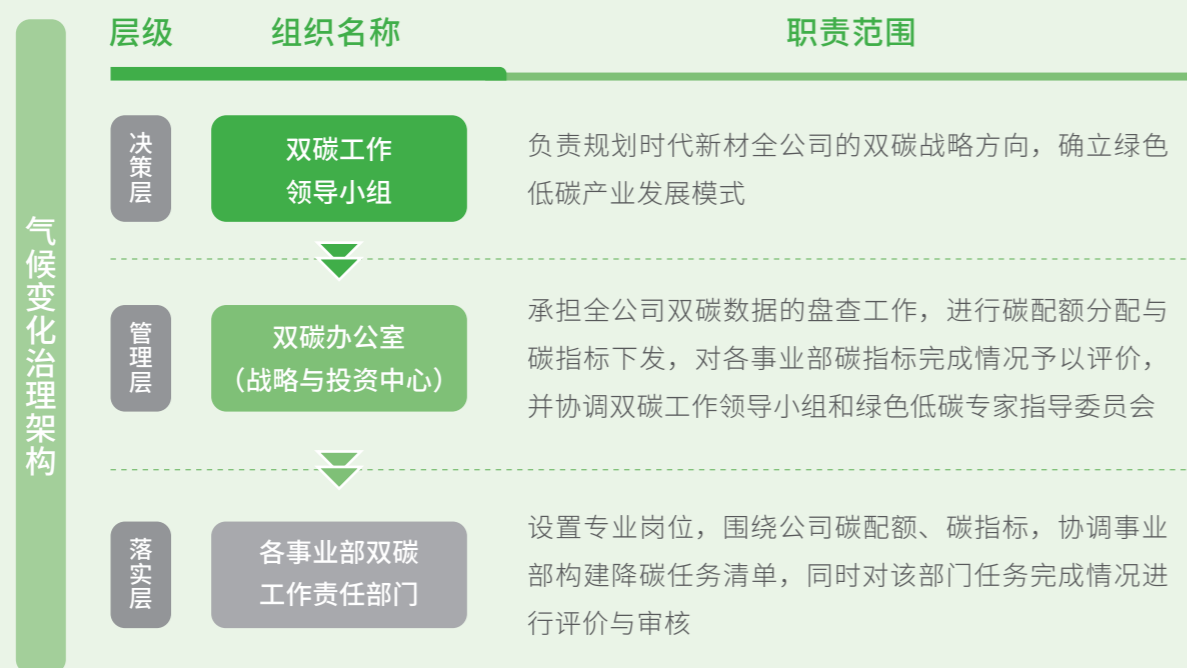 气候变化治理架构
层级 组织名称 职责范围
决策层
双碳工作
领导小组
负责规划时代新材全公司的双碳战略方向，确立绿色
低碳产业发展模式
管理层
双碳办公室
（战略与投资中心）
承担全公司双碳数据的盘查工作，进行碳配额分配与
碳指标下发，对各事业部碳指标完成情况予以评价，
并协调双碳工作领导小组和绿色低碳专家指导委员会
落实层
各事业部双碳
工作责任部门
设置专业岗位，围绕公司碳配额、碳指标，协调事业
部构建降碳任务清单，同时对该部门任务完成情况进
行评价与审核